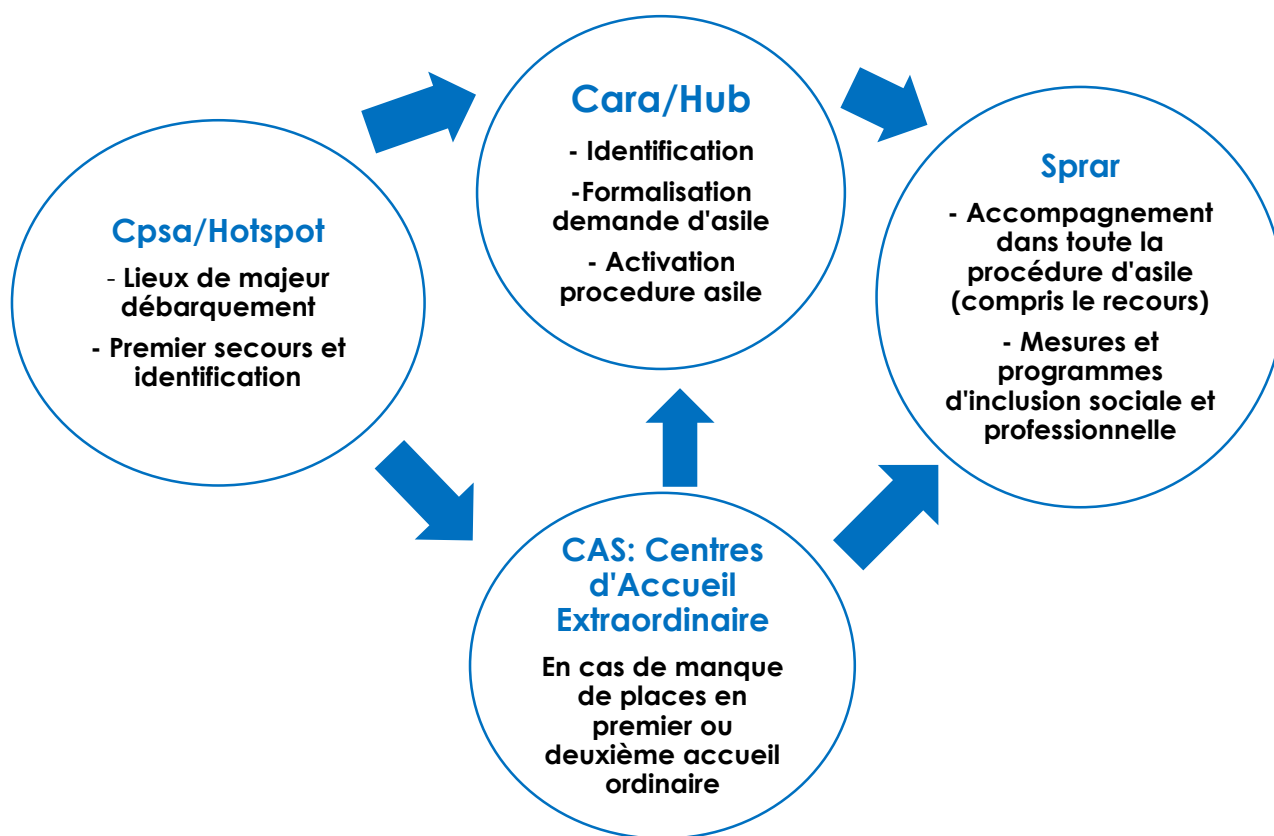 Cpsa/Hotspot
- Lieux de majeur
débarquement
- Premier secours et
identification
Cara/Hub
- Identification
-Formalisation
demande d'asile
- Activation
procedure asile
Sprar
- Accompagnement
dans toute la
procédure d'asile
(compris le recours)
- Mesures et
programmes
d'inclusion sociale et
professionnelle
CAS: Centres
d'Accueil
Extraordinaire
En cas de manque
de places en
premier ou
deuxième accueil
ordinaire